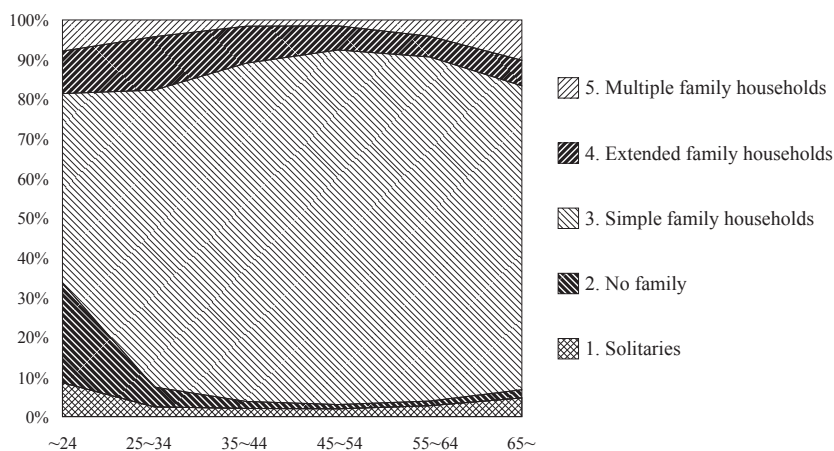 100%
90%
80%
70%
60%
50%
40%
30%
20%
10%
0%
~24 25~34 35~44 45~54 55~64 65~
5. Multiple family households
4. Extended family households
3. Simple family households
2. No family
1. Solitaries